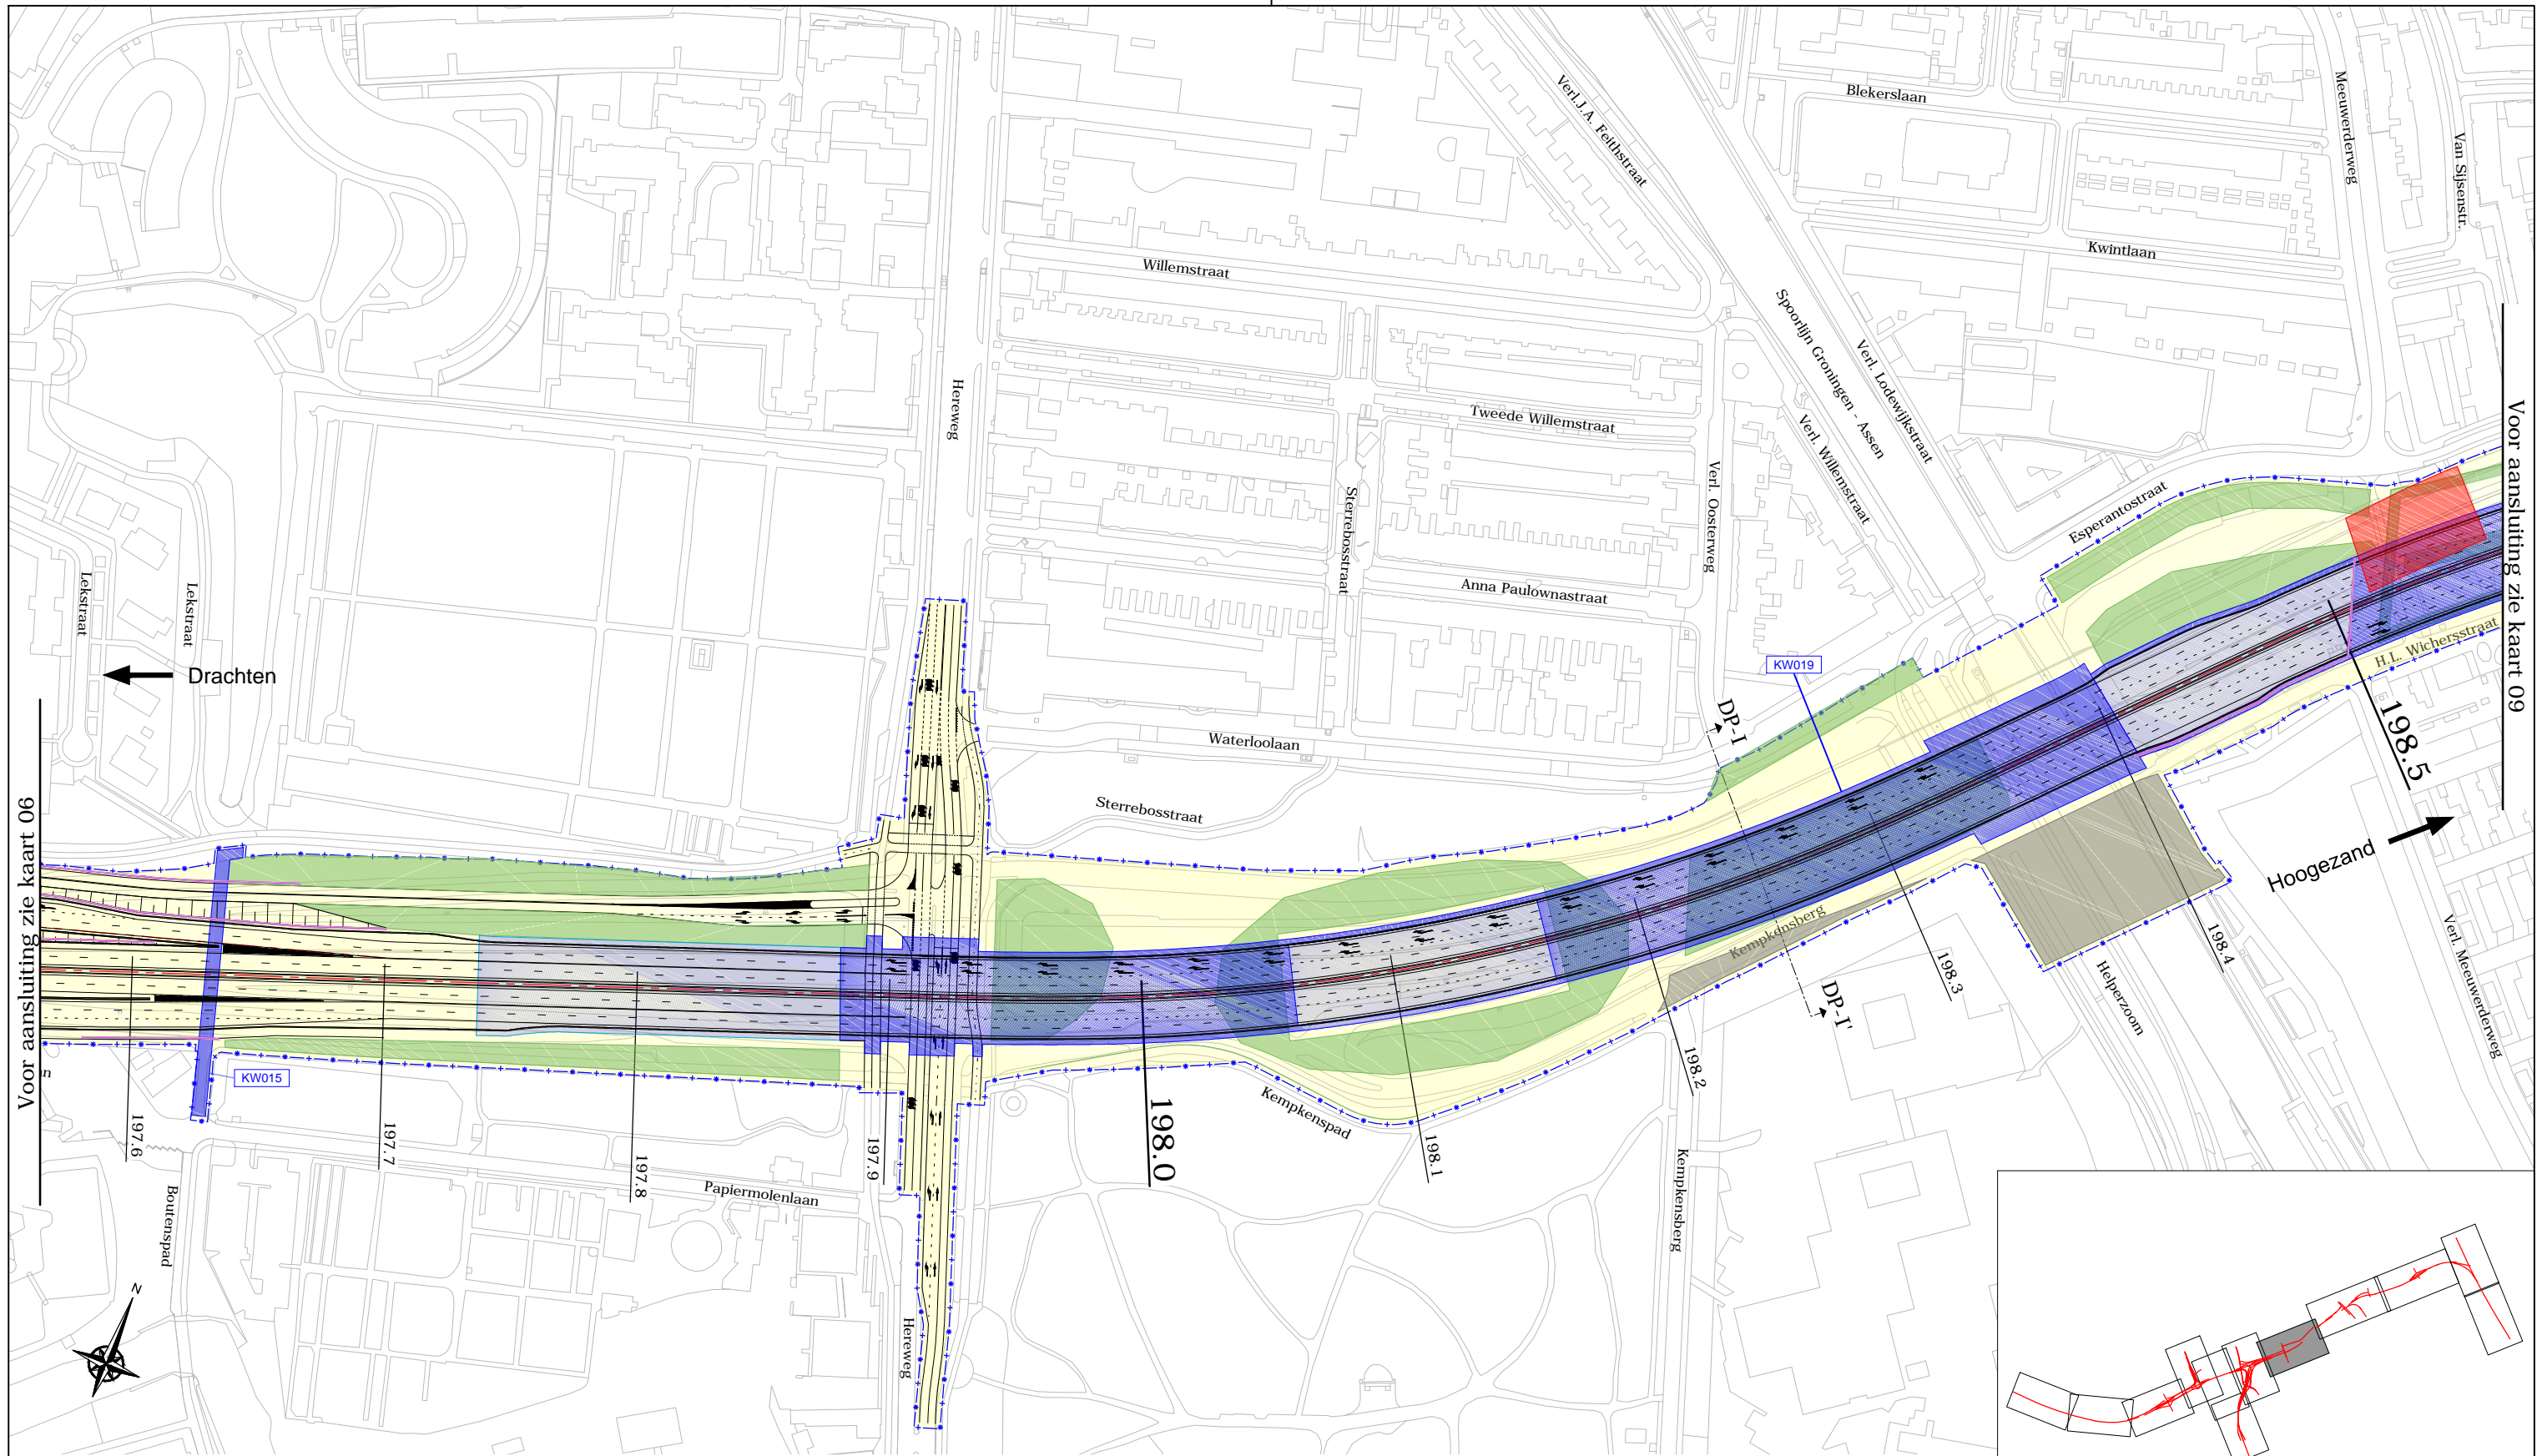 Verl.J.A. Feithstraat
Blekerslaan
Meeuwerderweg
Van Sijsenstr.
Kwintlaan
Willemstraat
Spoorlijn Groningen - Assen
Verl. Lodewijkstraat
Hereweg
Tweede Willemstraat
Verl. Willemstraat
Verl. Oosterweg
Sterrebosstraat
Esperantostraat
Voor aansluiting zie kaart 09
Anna Paulownastraat
Lekstraat
Lekstraat
Drachten
KW019
H.L. Wichersstraat
DP-I
198.5
Waterloolaan
Sterrebosstraat
Voor aansluiting zie kaart 06
Hoogezand
Kempkensberg
198.4
198.3
Helperzoom
Verl. Meeuwerderweg
DP-I'
KW015
n
197.6
197.7
197.8
197.9
198.0
198.1
198.2
Kempkenspad
Papiermolenlaan
Boutenspad
Kempkensberg
Hereweg
N